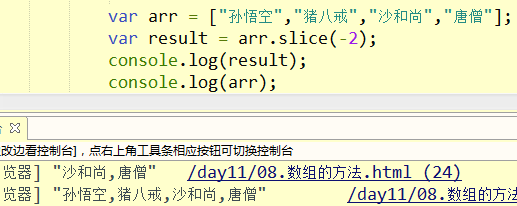 var arr = ["孙悟空","猪八戒","沙和尚","唐僧"];
var result = arr.slice(-2);
console.log(result);
console.log(arr);
改边看控制台]，点右上角工具条相应按钮可切换控制台
览器] "沙和尚,唐僧" /day11/08.数组的方法.html (24)
览器] "孙悟空,猪八戒,沙和尚,唐僧" /day11/08.数组的方